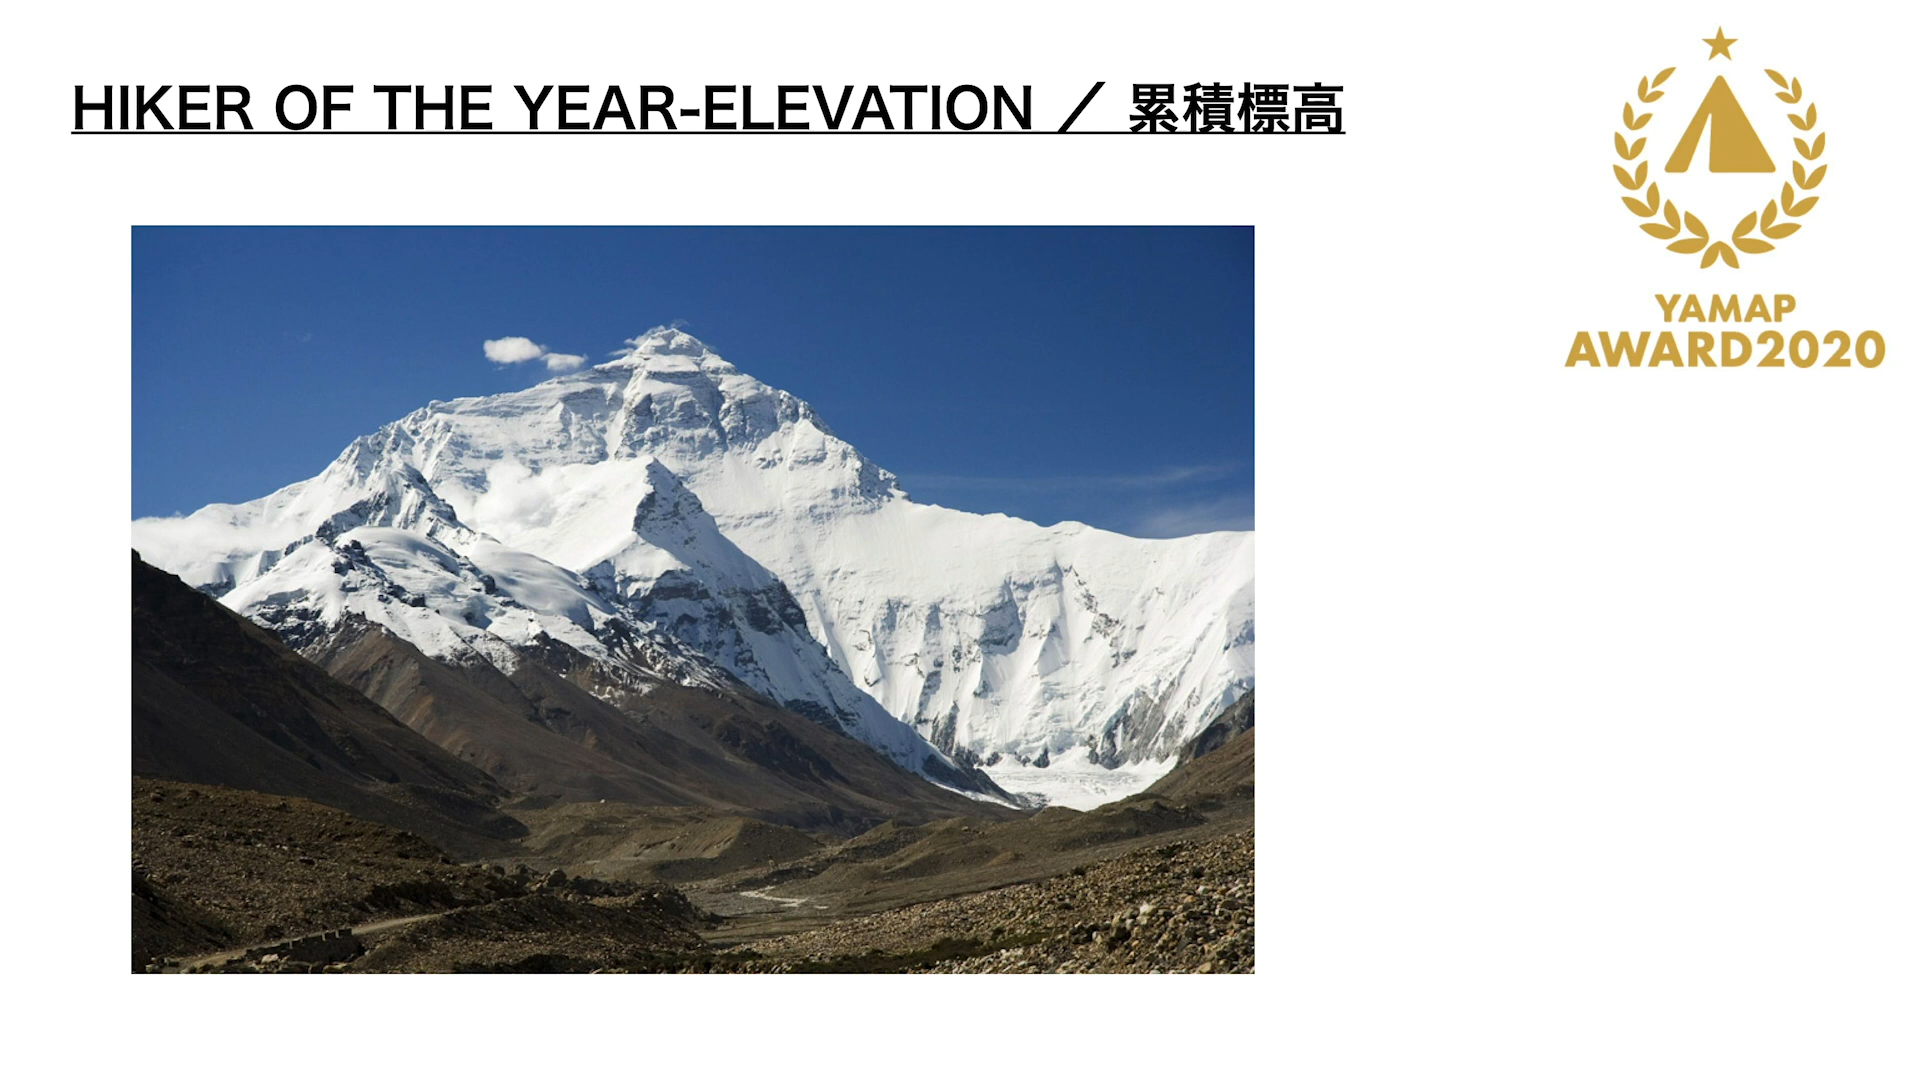 HIKER OF THE YEAR-ELEVATION ／ 累積標高
YAMAP
AWARD2020